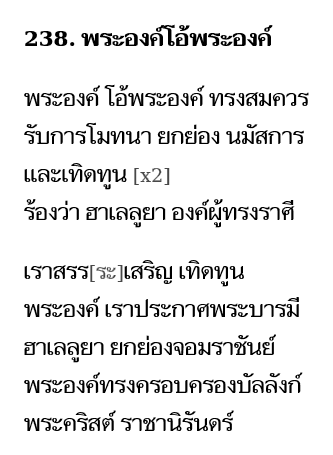 238. พระองค์โอ้พระองค์
พระองค์ โอ้พระองค์ ทรงสมควร
รับการโมทนา ยกย่อง นมัสการ
และเทิดทูน [x2]
ร้องว่า ฮาเลลูยา องค์ผู้ทรงราศี
เราสรร[ระ]เสริญ เทิดทูน
พระองค์ เราประกาศพระบารมี
ฮาเลลูยา ยกย่องจอมราชันย์
พระองค์ทรงครอบครองบัลลังก์
พระคริสต์ ราชานิรันดร์